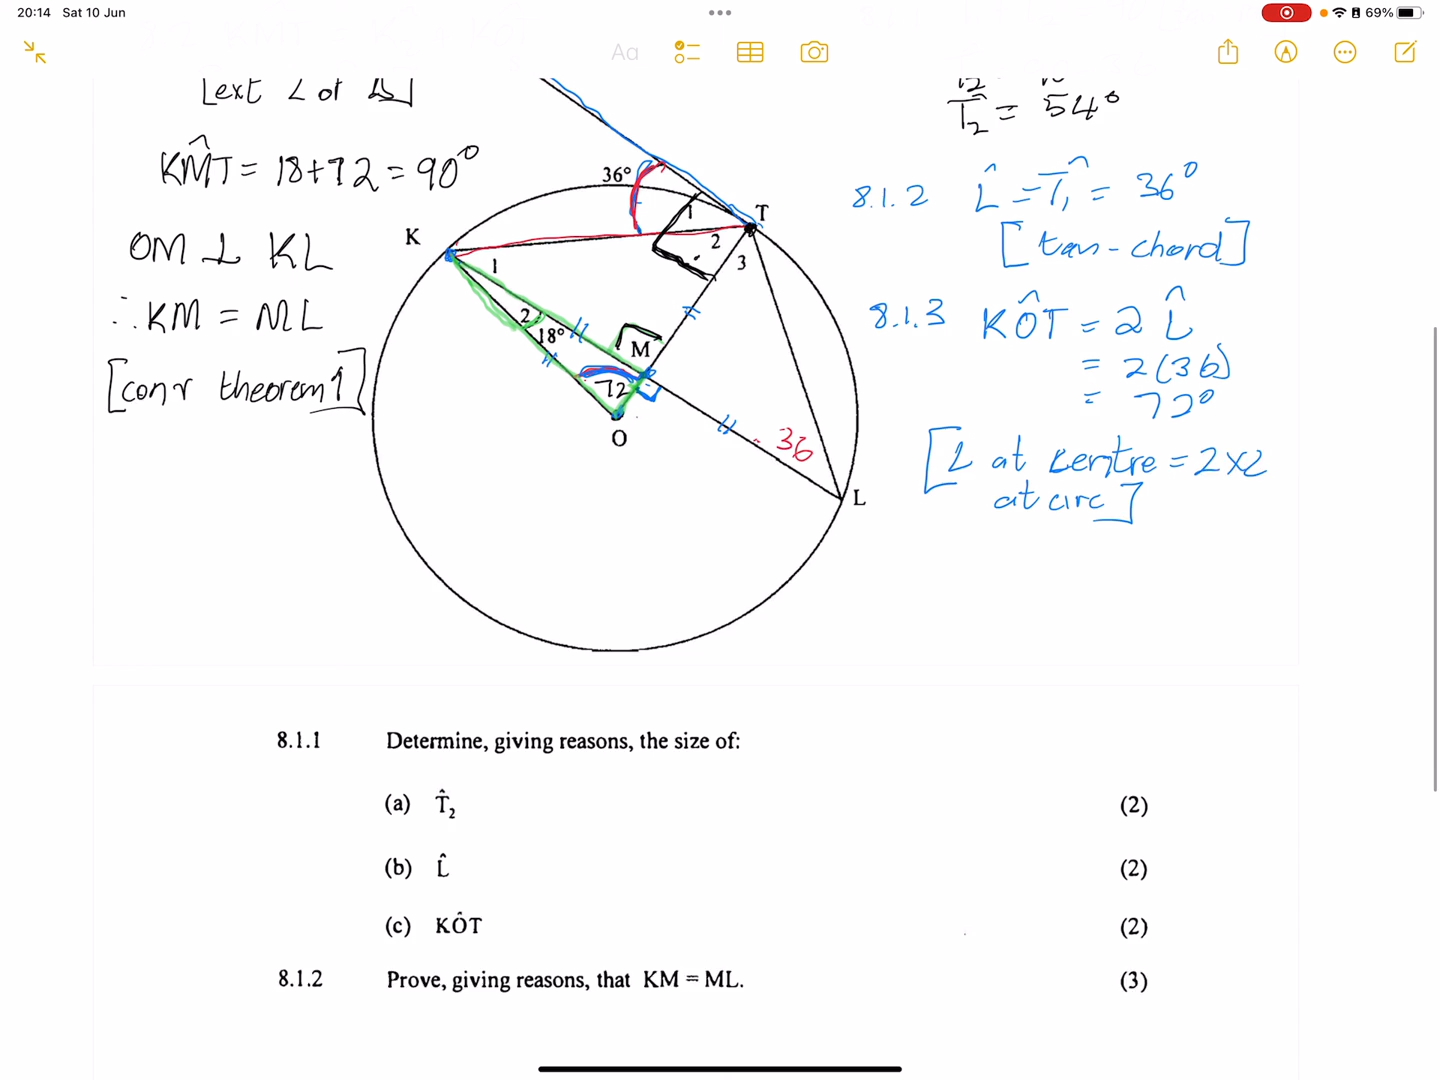 20:14 Sat 10 Jun
69%
Aa
[ext ∠ of Δ]
KM̂T = 18+72 = 90°
OM ⊥ KL
∴ KM = ML
[conv theorem 1]
T̂₂ = 54°
8.1.2 L̂ = T̂₁ = 36°
[tan-chord]
8.1.3 KÔT = 2 L̂
= 2(36)
= 72°
[∠ at centre = 2×∠
at circ]
36°
T
K
1
2
3
1
2
18°
M
72
O
36
L
8.1.1 Determine, giving reasons, the size of:
(a) T̂₂ (2)
(b) L̂ (2)
(c) KÔT (2)
8.1.2 Prove, giving reasons, that KM = ML. (3)